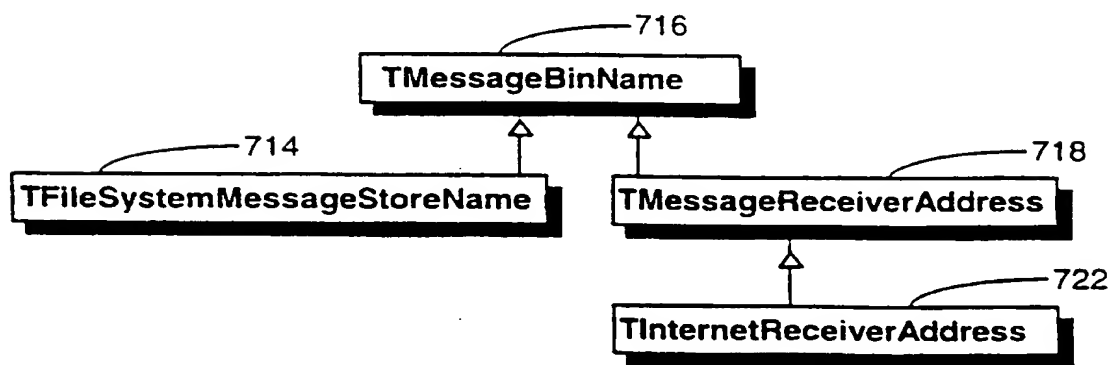 716
TMessageBinName
714
718
TFileSystemMessageStoreName
TMessageReceiverAddress
722
TInternetReceiverAddress